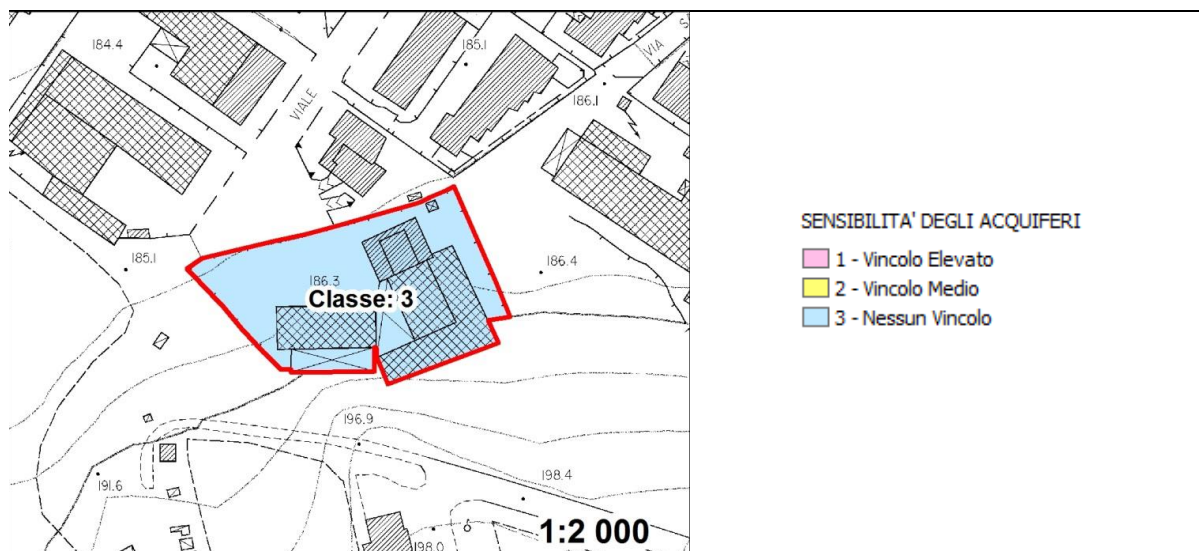 184.4
185.1
VIA S
VIALE
186.1
185.1
186.3
186.4
Classe: 3
196.9
191.6
198.4
198.0
1:2 000
SENSIBILITA' DEGLI ACQUIFERI
1 - Vincolo Elevato
2 - Vincolo Medio
3 - Nessun Vincolo